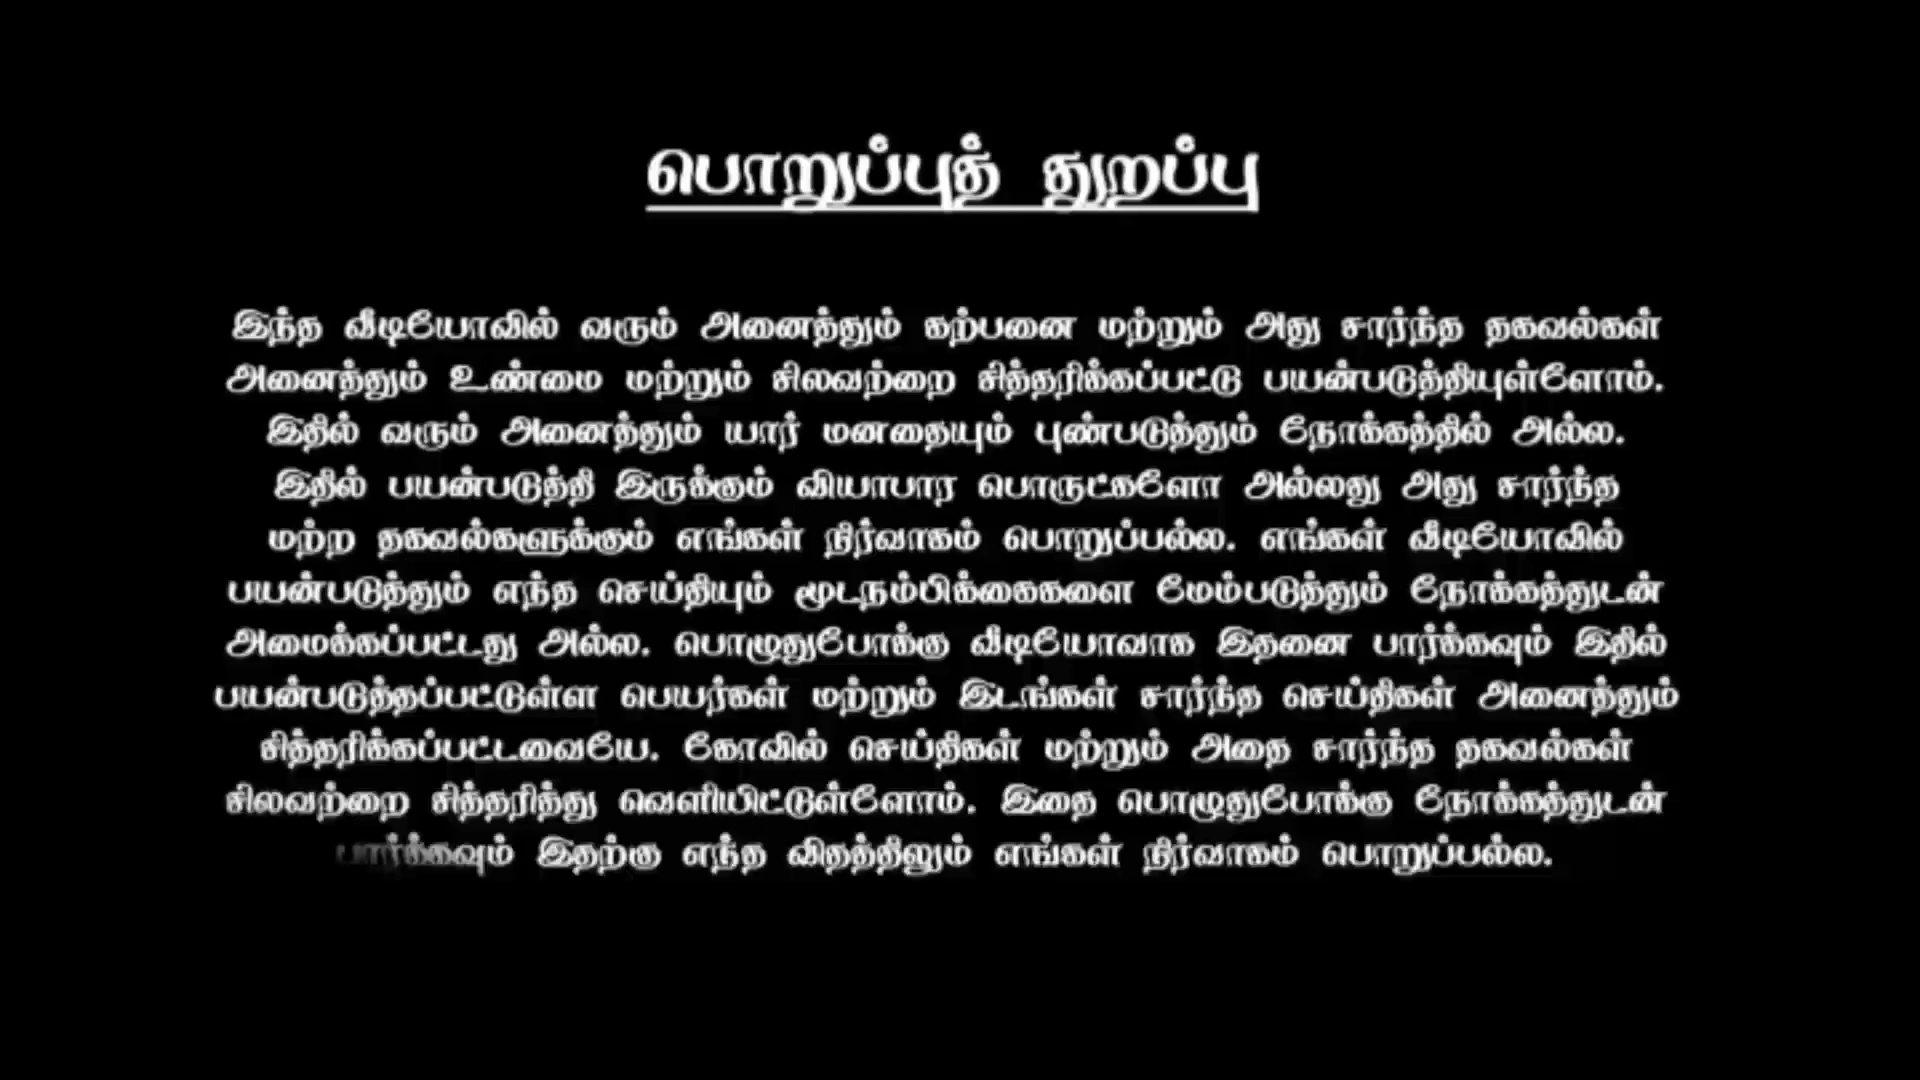 பொறுப்புத் துறப்பு
இந்த வீடியோவில் வரும் அனைத்தும் கற்பனை மற்றும் அது சார்ந்த தகவல்கள்
அனைத்தும் உண்மை மற்றும் சிலவற்றை சித்தரிக்கப்பட்டு பயன்படுத்தியுள்ளோம்.
இதில் வரும் அனைத்தும் யார் மனதையும் புண்படுத்தும் நோக்கத்தில் அல்ல.
இதில் பயன்படுத்தி இருக்கும் வியாபார பொருட்களோ அல்லது அது சார்ந்த
மற்ற தகவல்களுக்கும் எங்கள் நிர்வாகம் பொறுப்பல்ல. எங்கள் வீடியோவில்
பயன்படுத்தும் எந்த செய்தியும் மூடநம்பிக்கைகளை மேம்படுத்தும் நோக்கத்துடன்
அமைக்கப்பட்டது அல்ல. பொழுதுபோக்கு வீடியோவாக இதனை பார்க்கவும் இதில்
பயன்படுத்தப்பட்டுள்ள பெயர்கள் மற்றும் இடங்கள் சார்ந்த செய்திகள் அனைத்தும்
சித்தரிக்கப்பட்டவையே. கோவில் செய்திகள் மற்றும் அதை சார்ந்த தகவல்கள்
சிலவற்றை சித்தரித்து வெளியிட்டுள்ளோம். இதை பொழுதுபோக்கு நோக்கத்துடன்
பார்க்கவும் இதற்கு எந்த விதத்திலும் எங்கள் நிர்வாகம் பொறுப்பல்ல.